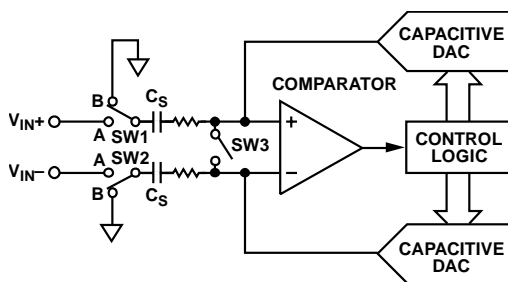 CAPACITIVE
DAC
COMPARATOR
B
CS
VIN+
A
SW1
+
SW3
CONTROL
LOGIC
VIN–
A
SW2
–
B
CS
CAPACITIVE
DAC